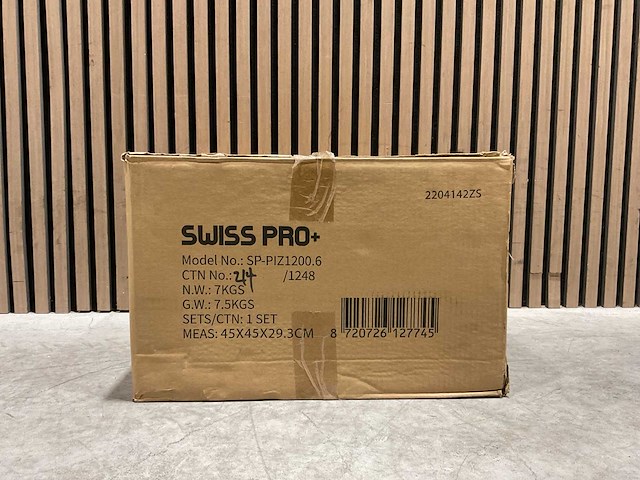 2204142ZS
SWISS PRO+
Model No.: SP-PIZ1200.6
CTN No.: 44 /1248
N.W.: 7KGS
G.W.: 7.5KGS
SETS/CTN: 1 SET
MEAS: 45X45X29.3CM
8 720726 127745